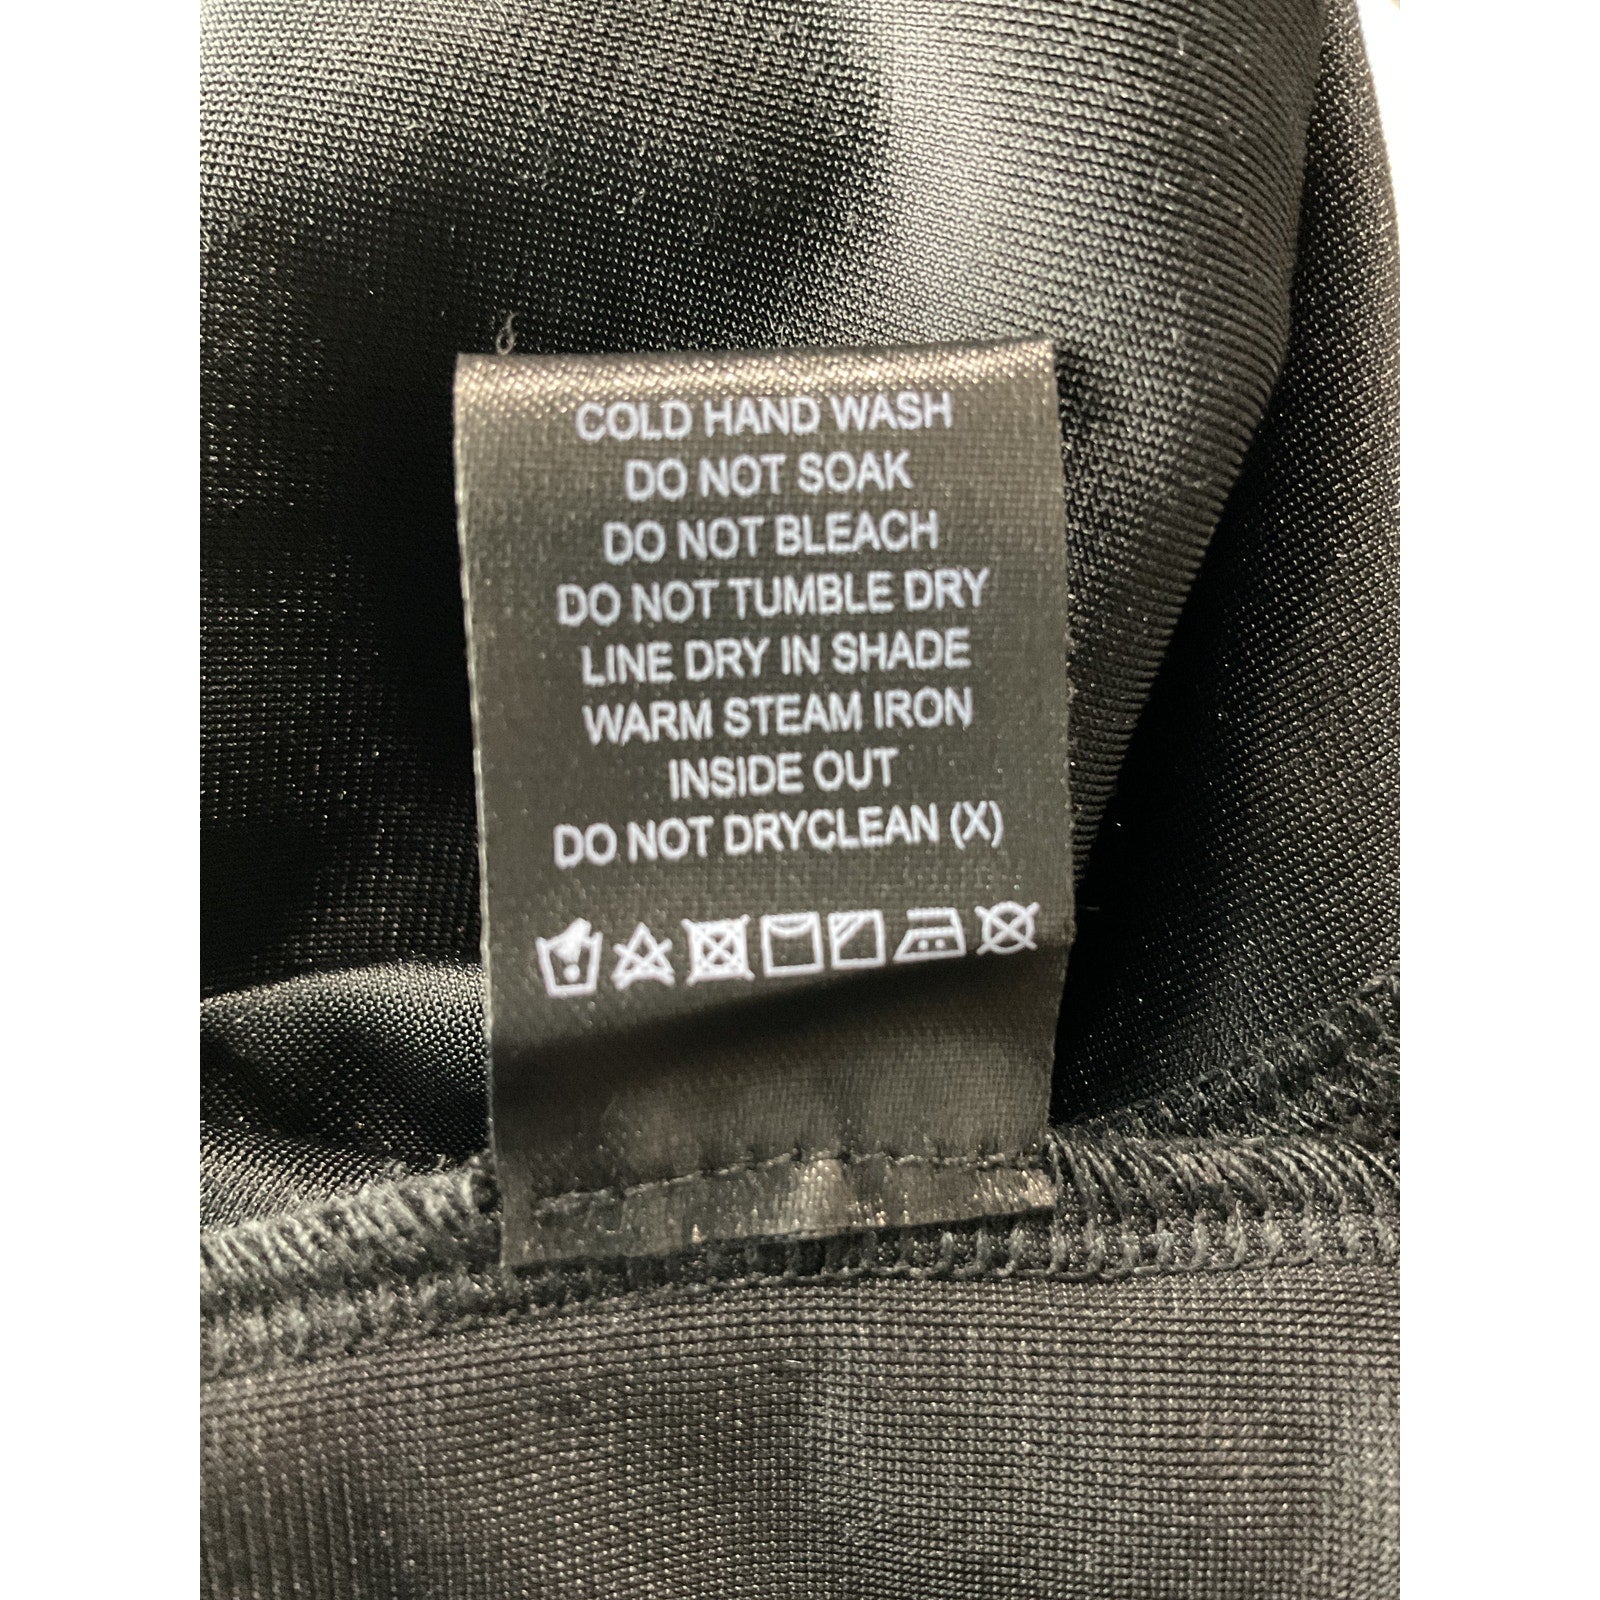 COLD HAND WASH
DO NOT SOAK
DO NOT BLEACH
DO NOT TUMBLE DRY
LINE DRY IN SHADE
WARM STEAM IRON
INSIDE OUT
DO NOT DRYCLEAN (X)